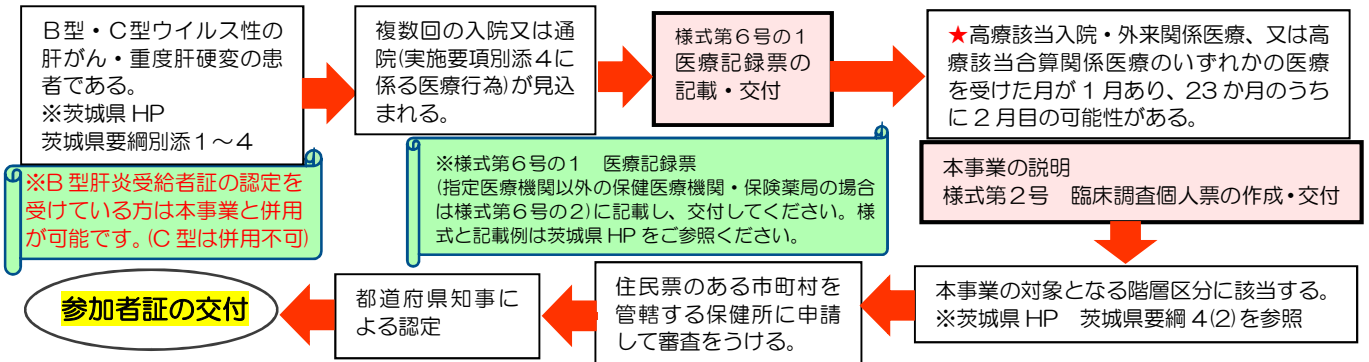 B型・C型ウイルス性の
肝がん・重度肝硬変の患
者である。
※茨城県 HP
茨城県要綱別添1～4
※B 型肝炎受給者証の認定を
受けている方は本事業と併用
が可能です。(C 型は併用不可)
複数回の入院又は通
院(実施要項別添4に
係る医療行為)が見込
まれる。
様式第6号の1
医療記録票の
記載・交付
※様式第6号の1　医療記録票
(指定医療機関以外の保健医療機関・保険薬局の場合
は様式第6号の2)に記載し、交付してください。様
式と記載例は茨城県 HP をご参照ください。
★高療該当入院・外来関係医療、又は高
療該当合算関係医療のいずれかの医療
を受けた月が 1 月あり、23 か月のうち
に 2 月目の可能性がある。
本事業の説明
様式第2号　臨床調査個人票の作成・交付
本事業の対象となる階層区分に該当する。
※茨城県 HP　茨城県要綱 4(2)を参照
住民票のある市町村を
管轄する保健所に申請
して審査をうける。
都道府県知事に
よる認定
参加者証の交付